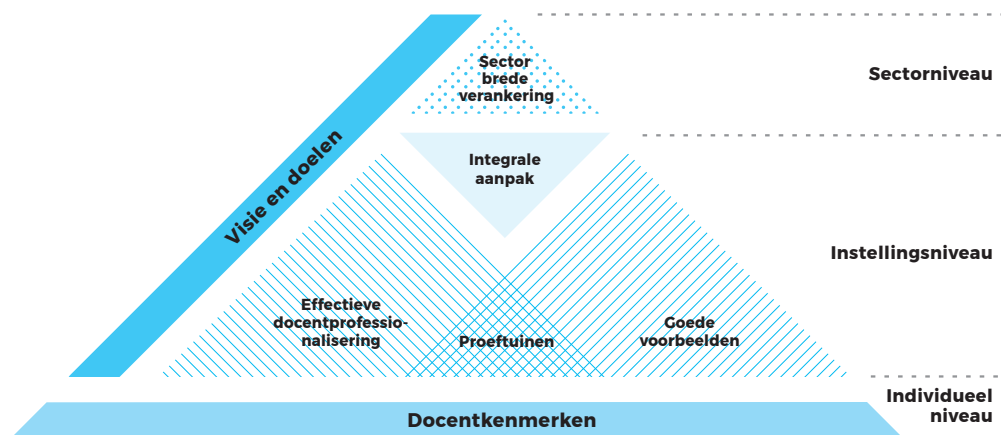 Sector
brede
verankering
Sectorniveau
Visie en doelen
Integrale
aanpak
Instellingsniveau
Effectieve
docentprofessio-
nalisering
Proeftuinen
Goede
voorbeelden
Individueel
niveau
Docentkenmerken